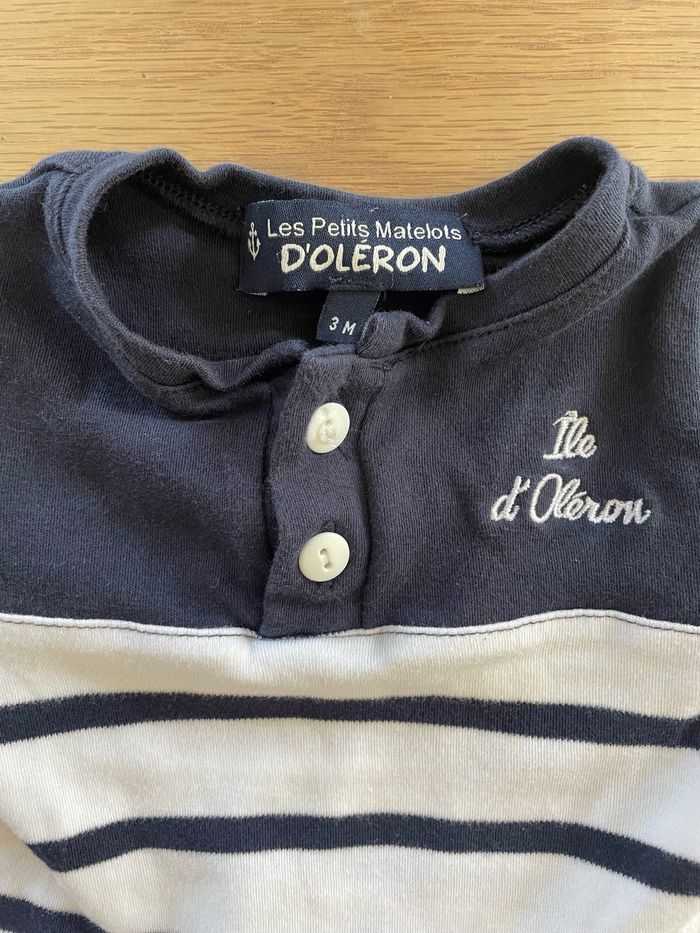 Les Petits Matelots
D'OLÉRON
3 M
Île
d'Oléron